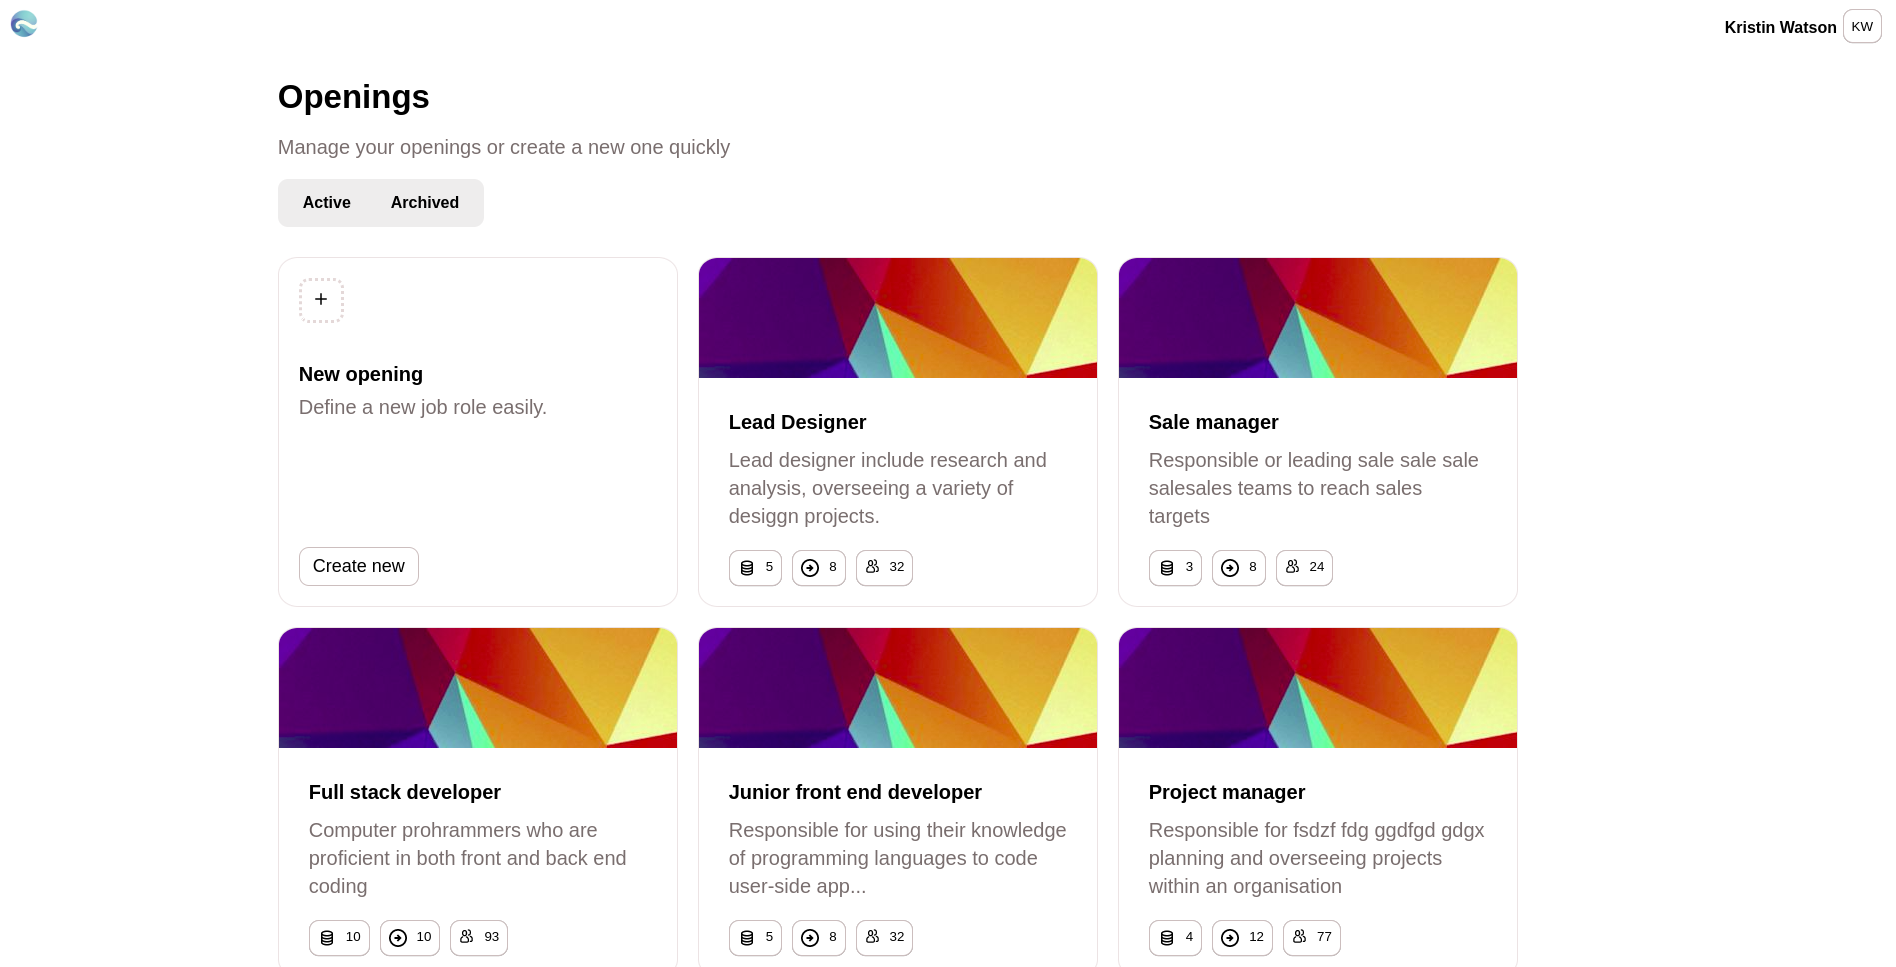 Kristin Watson KW
Openings
Manage your openings or create a new one quickly
Active Archived
New opening
Define a new job role easily.
Create new
Lead Designer
Lead designer include research and
analysis, overseeing a variety of
desiggn projects.
5 8 32
Sale manager
Responsible or leading sale sale sale
salesales teams to reach sales
targets
3 8 24
Full stack developer
Computer prohrammers who are
proficient in both front and back end
coding
10 10 93
Junior front end developer
Responsible for using their knowledge
of programming languages to code
user-side app...
5 8 32
Project manager
Responsible for fsdzf fdg ggdfgd gdgx
planning and overseeing projects
within an organisation
4 12 77